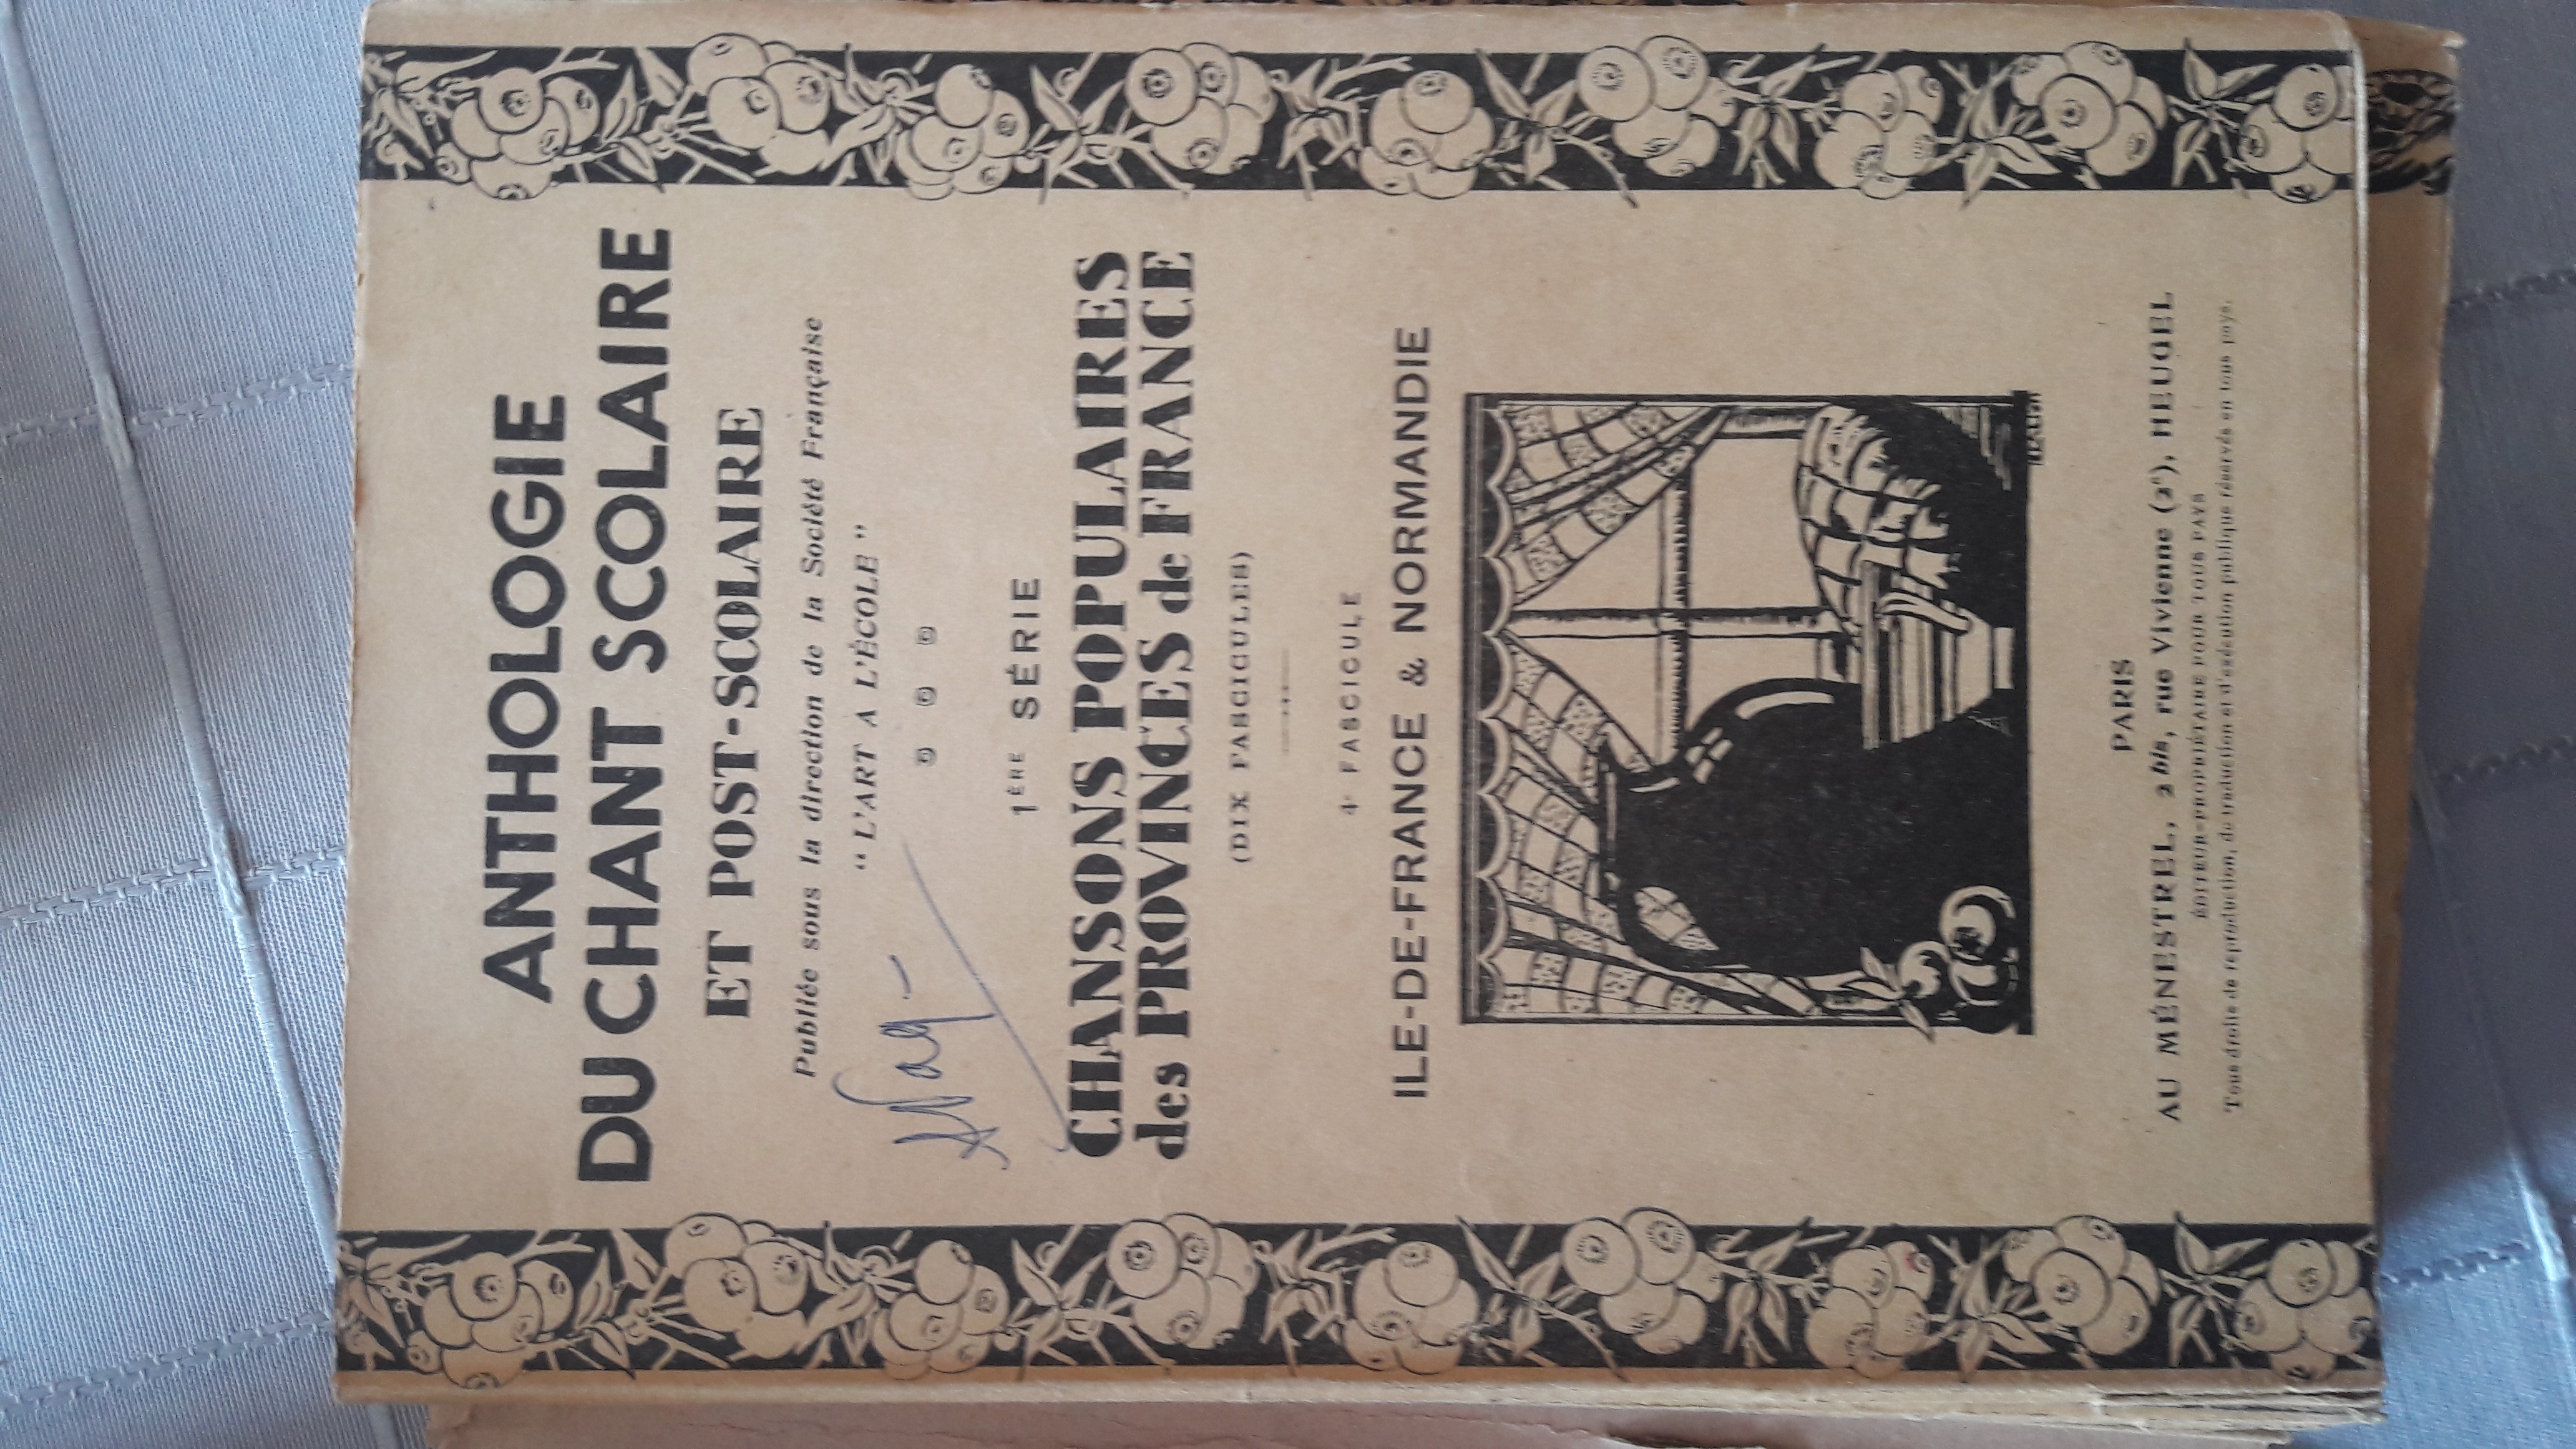 ANTHOLOGIE
DU CHANT SCOLAIRE
ET POST-SCOLAIRE
Publiée sous la direction de la Société Française
“ L'ART A L'ÉCOLE ”
1ÈRE SÉRIE
CHANSONS POPULAIRES
des PROVINCES de FRANCE
(DIX FASCICULES)
4e FASCICULE
ILE-DE-FRANCE & NORMANDIE
PARIS
AU MÉNESTREL, 2 bis, rue Vivienne (2e), HEUGEL
ÉDITEUR-PROPRIÉTAIRE POUR TOUS PAYS
Tous droits de reproduction, de traduction et d'exécution publique réservés en tous pays.